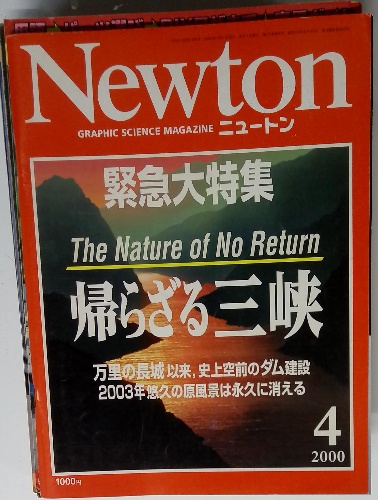 Newton
GRAPHIC SCIENCE MAGAZINE ニュートン
緊急大特集
The Nature of No Return
帰らざる三峡
万里の長城以来,史上空前のダム建設
2003年悠久の原風景は永久に消える
4
2000
1000円